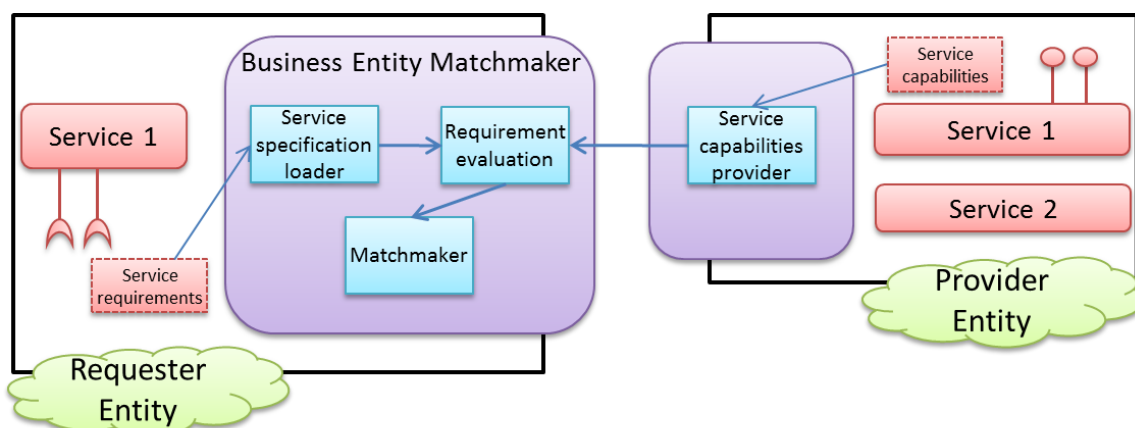 Business Entity Matchmaker
Service 1
Service
requirements
Service
specification
loader
Requirement
evaluation
Matchmaker
Requester
Entity
Service
capabilities
provider
Service
capabilities
Service 1
Service 2
Provider
Entity